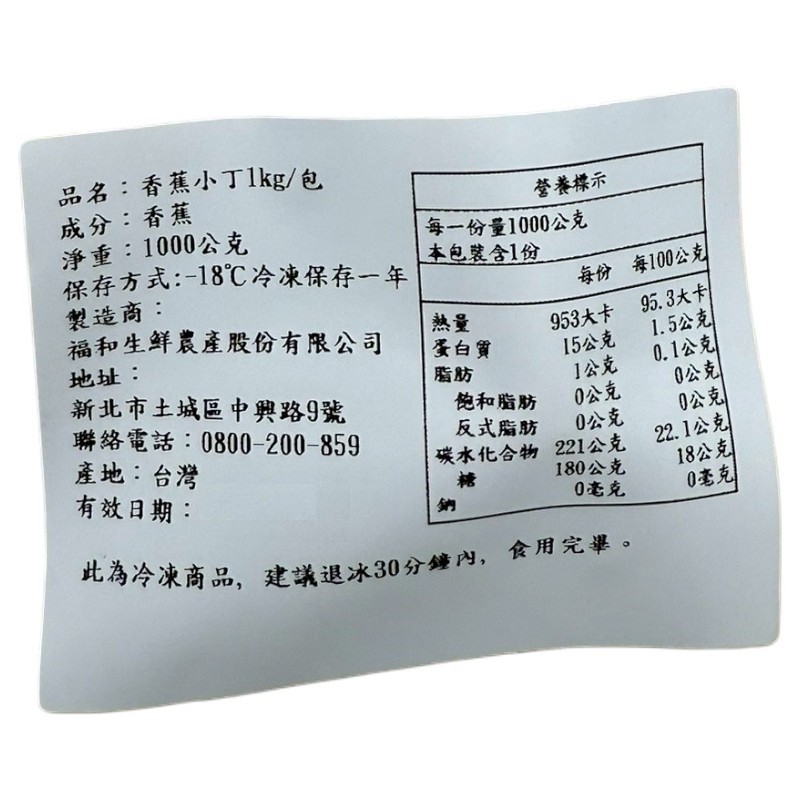 品名：香蕉小丁1kg/包
成分：香蕉
淨重：1000公克
保存方式:-18℃冷凍保存一年
製造商：
福和生鮮農產股份有限公司
地址：
新北市土城區中興路9號
聯絡電話：0800-200-859
產地：台灣
有效日期：
營養標示
每一份量1000公克
本包裝含1份
每份 每100公克
熱量 953大卡 95.3大卡
蛋白質 15公克 1.5公克
脂肪 1公克 0.1公克
飽和脂肪 0公克 0公克
反式脂肪 0公克 0公克
碳水化合物 221公克 22.1公克
糖 180公克 18公克
鈉 0毫克 0毫克
此為冷凍商品，建議退冰30分鐘內，食用完畢。